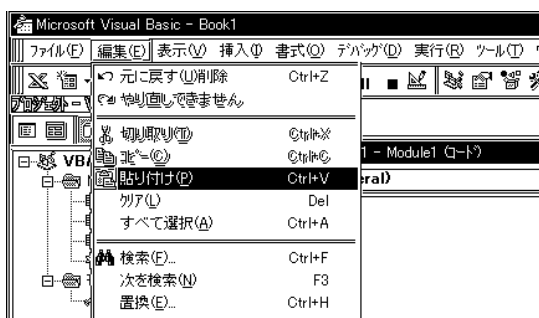 Microsoft Visual Basic - Book1
ファイル(F) 編集(E) 表示(V) 挿入(I) 書式(O) デバッグ(D) 実行(R) ツール(T)
元に戻す(U)削除 Ctrl+Z
やり直しできません
プロジェクト - V
切り取り(T) Ctrl+X
コピー(C) Ctrl+C
1 - Module1 (コード)
VBA
貼り付け(P) Ctrl+V
eral)
クリア(L) Del
すべて選択(A) Ctrl+A
検索(F)... Ctrl+F
次を検索(N) F3
置換(E)... Ctrl+H